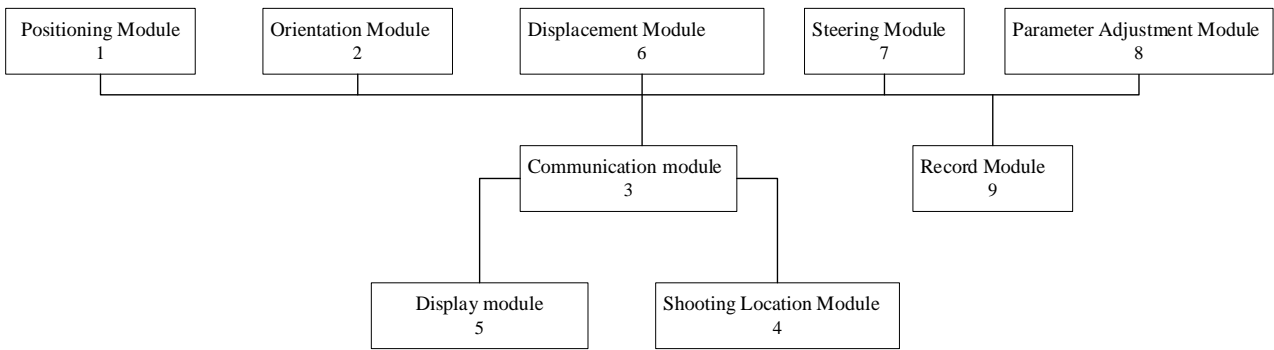 Positioning Module
1
Orientation Module
2
Displacement Module
6
Steering Module
7
Parameter Adjustment Module
8
Communication module
3
Record Module
9
Display module
5
Shooting Location Module
4